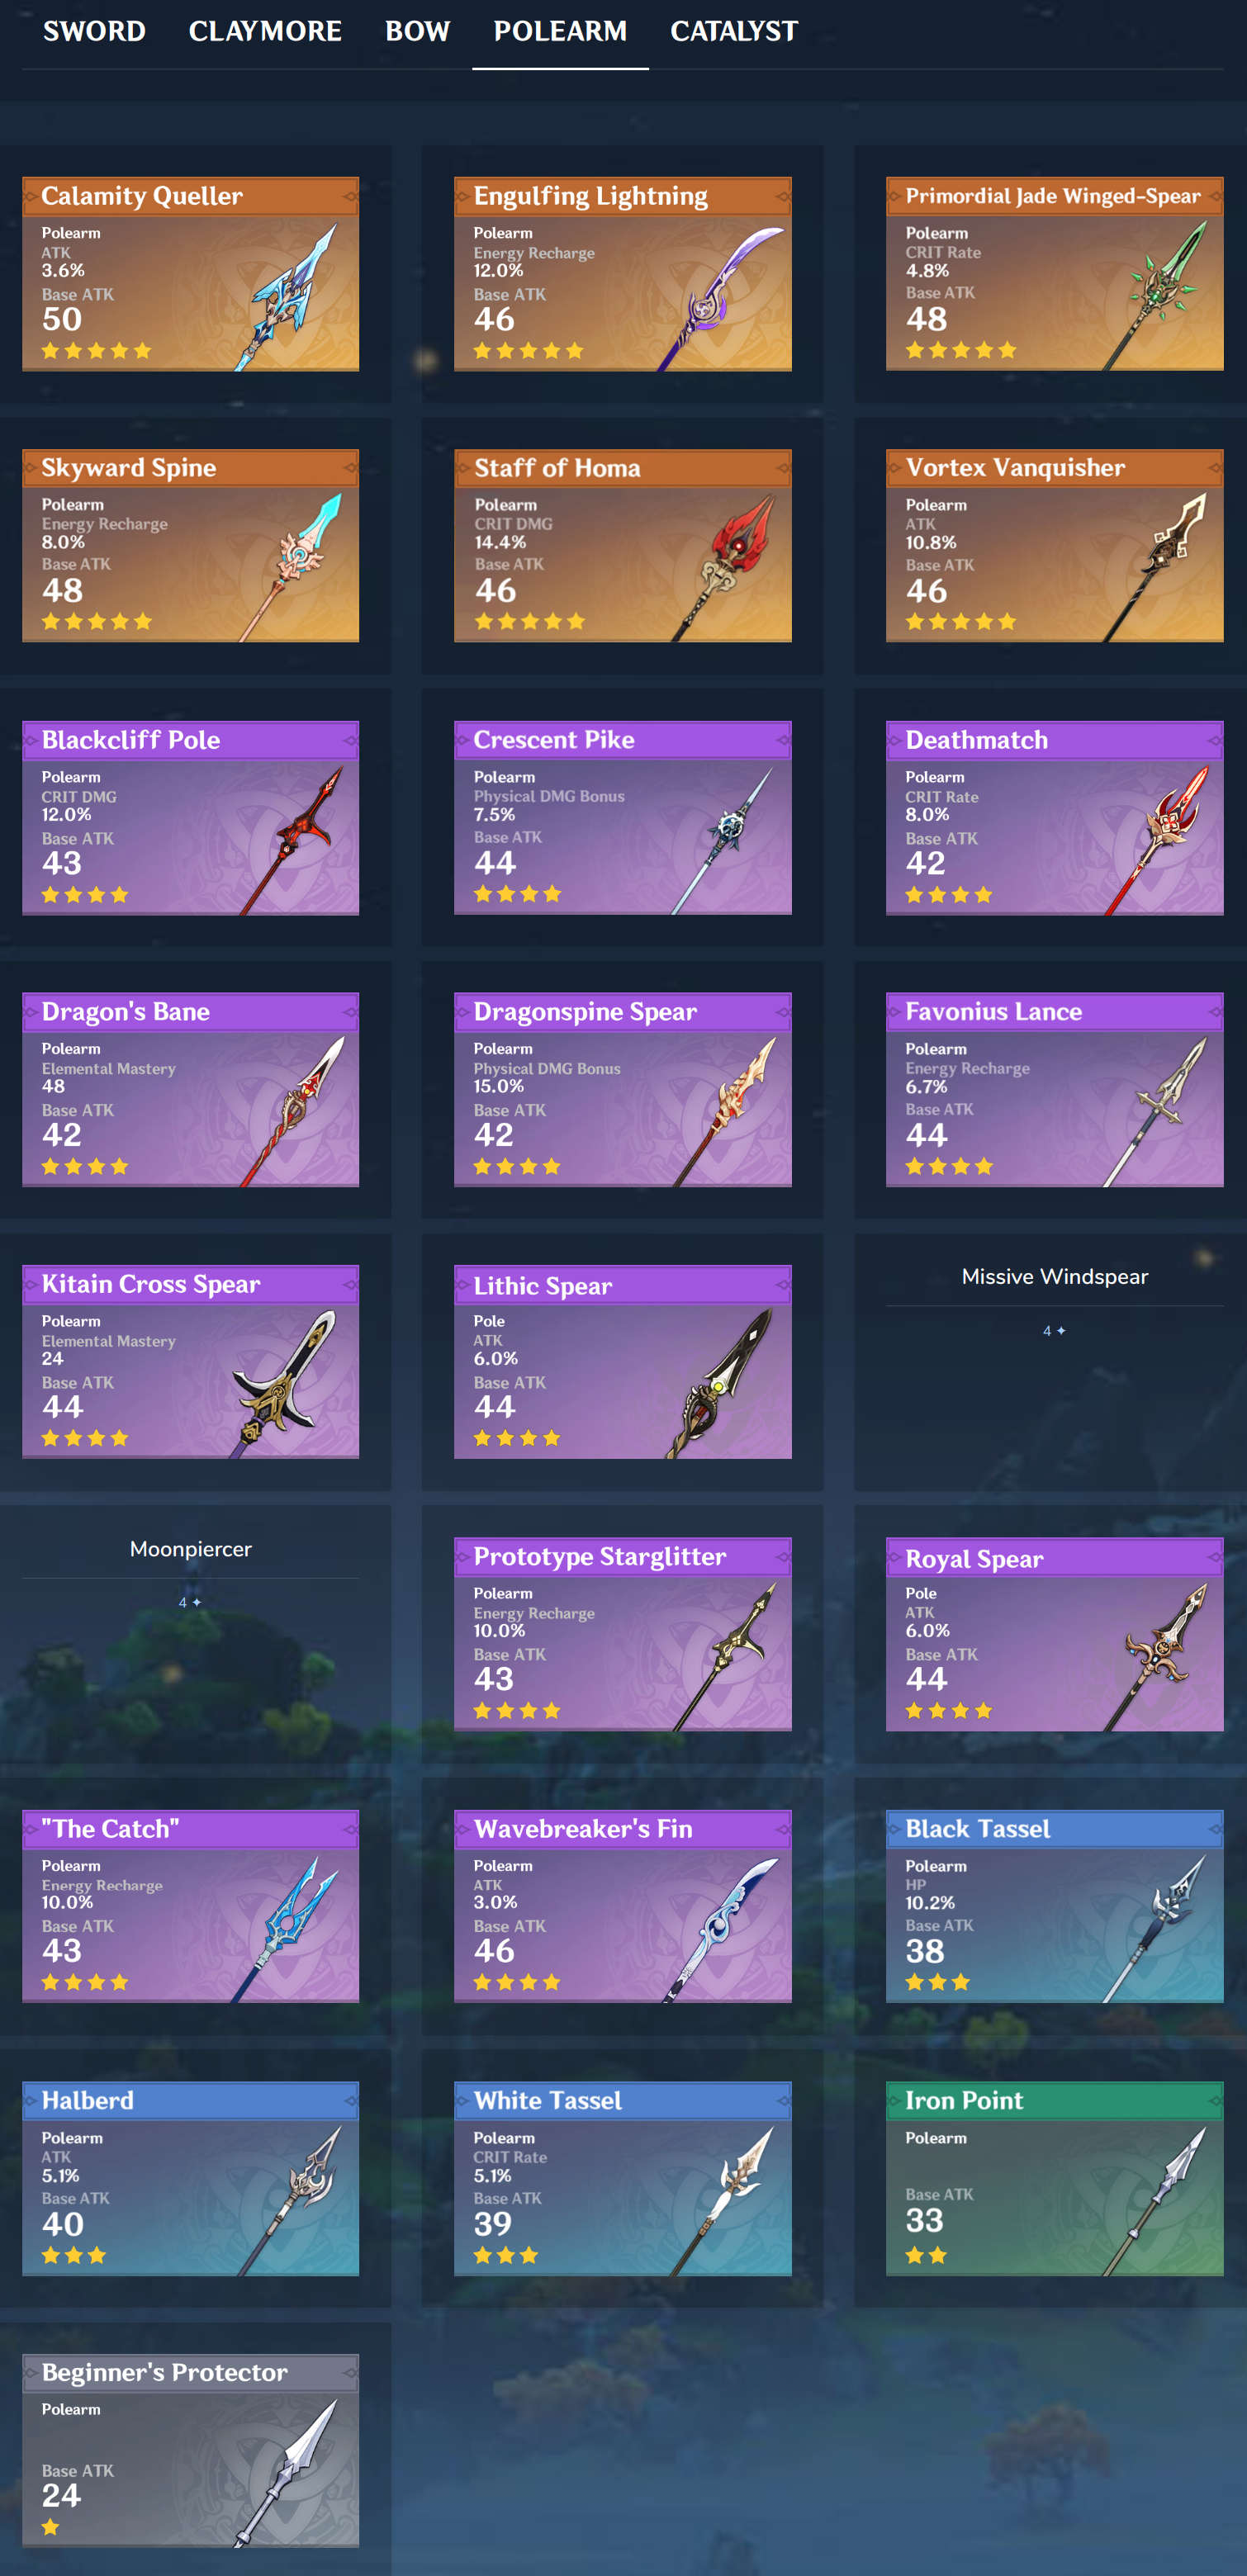 SWORD CLAYMORE BOW POLEARM CATALYST
Calamity Queller
Polearm
ATK
3.6%
Base ATK
50
Engulfing Lightning
Polearm
Energy Recharge
12.0%
Base ATK
46
Primordial Jade Winged-Spear
Polearm
CRIT Rate
4.8%
Base ATK
48
Skyward Spine
Polearm
Energy Recharge
8.0%
Base ATK
48
Staff of Homa
Polearm
CRIT DMG
14.4%
Base ATK
46
Vortex Vanquisher
Polearm
ATK
10.8%
Base ATK
46
Blackcliff Pole
Polearm
CRIT DMG
12.0%
Base ATK
43
Crescent Pike
Polearm
Physical DMG Bonus
7.5%
Base ATK
44
Deathmatch
Polearm
CRIT Rate
8.0%
Base ATK
42
Dragon's Bane
Polearm
Elemental Mastery
48
Base ATK
42
Dragonspine Spear
Polearm
Physical DMG Bonus
15.0%
Base ATK
42
Favonius Lance
Polearm
Energy Recharge
6.7%
Base ATK
44
Kitain Cross Spear
Polearm
Elemental Mastery
24
Base ATK
44
Lithic Spear
Pole
ATK
6.0%
Base ATK
44
Missive Windspear
4 ✦
Moonpiercer
4 ✦
Prototype Starglitter
Polearm
Energy Recharge
10.0%
Base ATK
43
Royal Spear
Pole
ATK
6.0%
Base ATK
44
"The Catch"
Polearm
Energy Recharge
10.0%
Base ATK
43
Wavebreaker's Fin
Polearm
ATK
3.0%
Base ATK
46
Black Tassel
Polearm
HP
10.2%
Base ATK
38
Halberd
Polearm
ATK
5.1%
Base ATK
40
White Tassel
Polearm
CRIT Rate
5.1%
Base ATK
39
Iron Point
Polearm
Base ATK
33
Beginner's Protector
Polearm
Base ATK
24